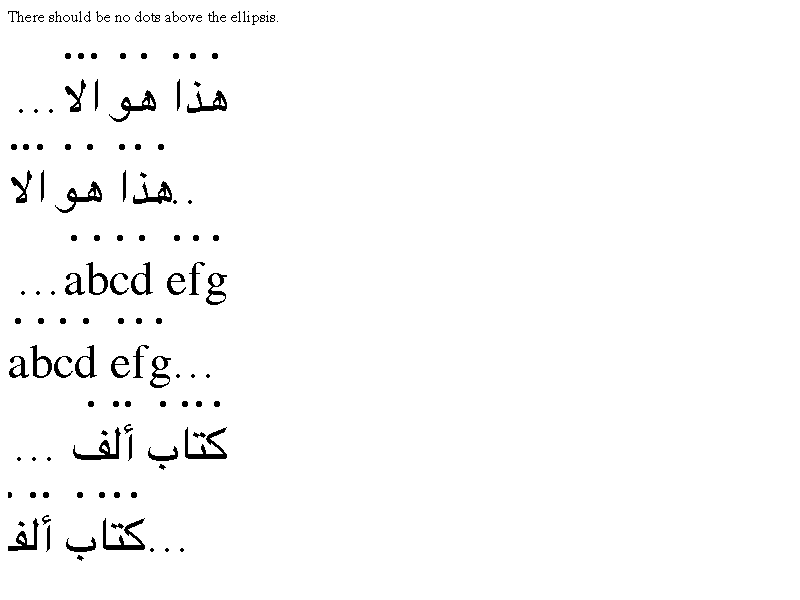 There should be no dots above the ellipsis.
هذا هو الا...
هذا هو الا..
...abcd efg
abcd efg...
كتاب ألف ...
كتاب ألف...